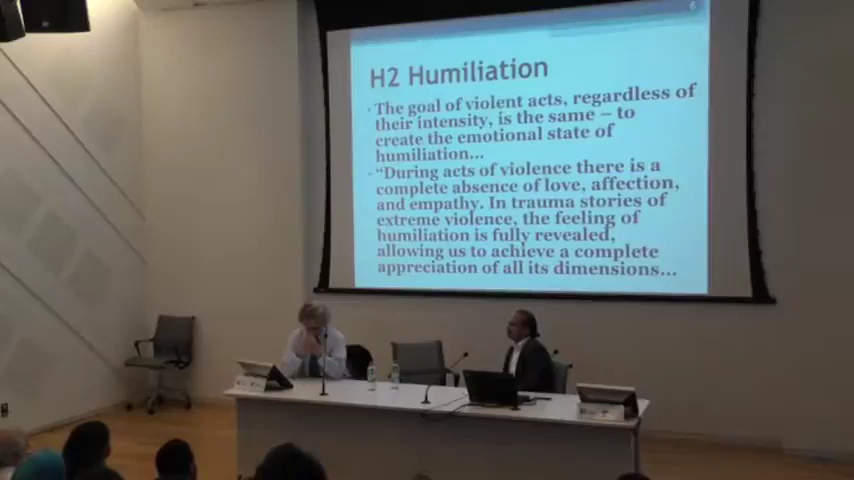 6
H2 Humiliation
The goal of violent acts, regardless of
their intensity, is the same – to
create the emotional state of
humiliation...
"During acts of violence there is a
complete absence of love, affection,
and empathy. In trauma stories of
extreme violence, the feeling of
humiliation is fully revealed,
allowing us to achieve a complete
appreciation of all its dimensions...